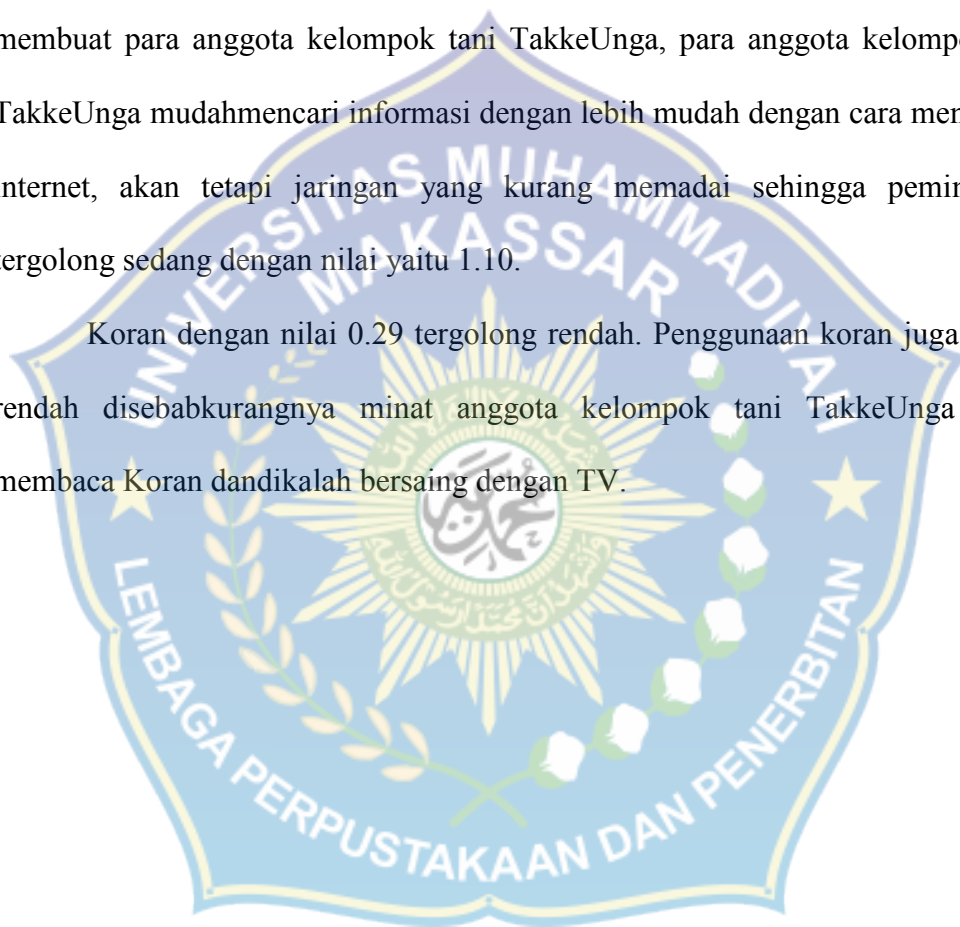 membuat para anggota kelompok tani TakkeUnga, para anggota kelomp
TakkeUnga mudahmencari informasi dengan lebih mudah dengan cara men
internet, akan tetapi jaringan yang kurang memadai sehingga pemin
tergolong sedang dengan nilai yaitu 1.10.
Koran dengan nilai 0.29 tergolong rendah. Penggunaan koran juga
rendah disebabkurangnya minat anggota kelompok tani TakkeUnga
membaca Koran dandikalah bersaing dengan TV.
UNIVERSITAS MUHAMMADIYAH
MAKASSAR
LEMBAGA PERPUSTAKAAN DAN PENERBITAN